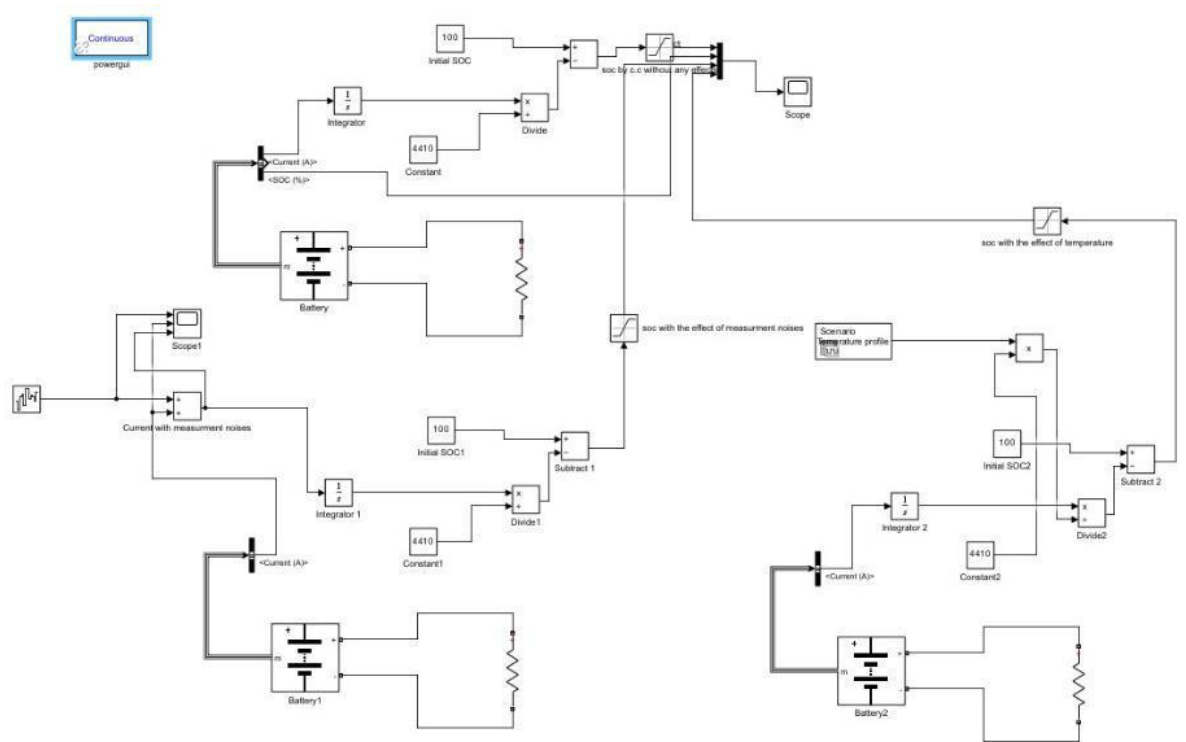 Continuous
powergui
100
Initial SOC
+
−
soc by c.c without any effect
Scope
1
s
Integrator
x
÷
Divide
4410
Constant
<Current (A)>
<SOC (%)>
m
+
+
-
Battery
soc with the effect of temperature
Scope1
soc with the effect of measurment noises
Scenario
Temperature profile
x
+
+
Current with measurment noises
100
Initial SOC1
+
−
Subtract 1
1
s
Integrator 1
x
÷
Divide1
4410
Constant1
100
Initial SOC2
+
−
Subtract 2
1
s
Integrator 2
x
÷
Divide2
4410
Constant2
<Current (A)>
<Current (A)>
m
+
+
-
Battery1
m
+
+
-
Battery2